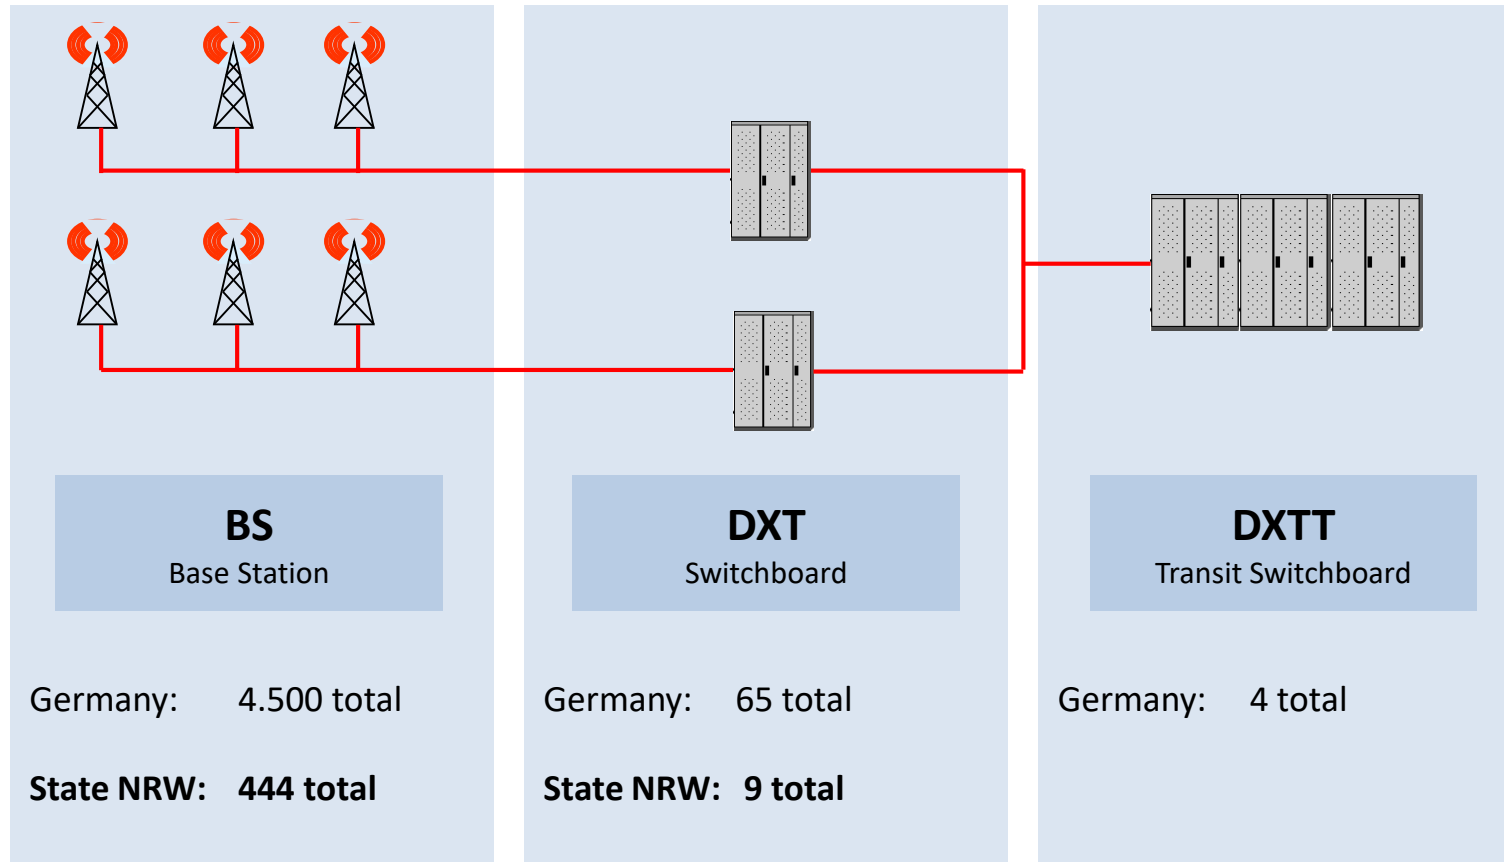 BS
Base Station
DXT
Switchboard
DXTT
Transit Switchboard
Germany: 4.500 total
State NRW: 444 total
Germany: 65 total
State NRW: 9 total
Germany: 4 total